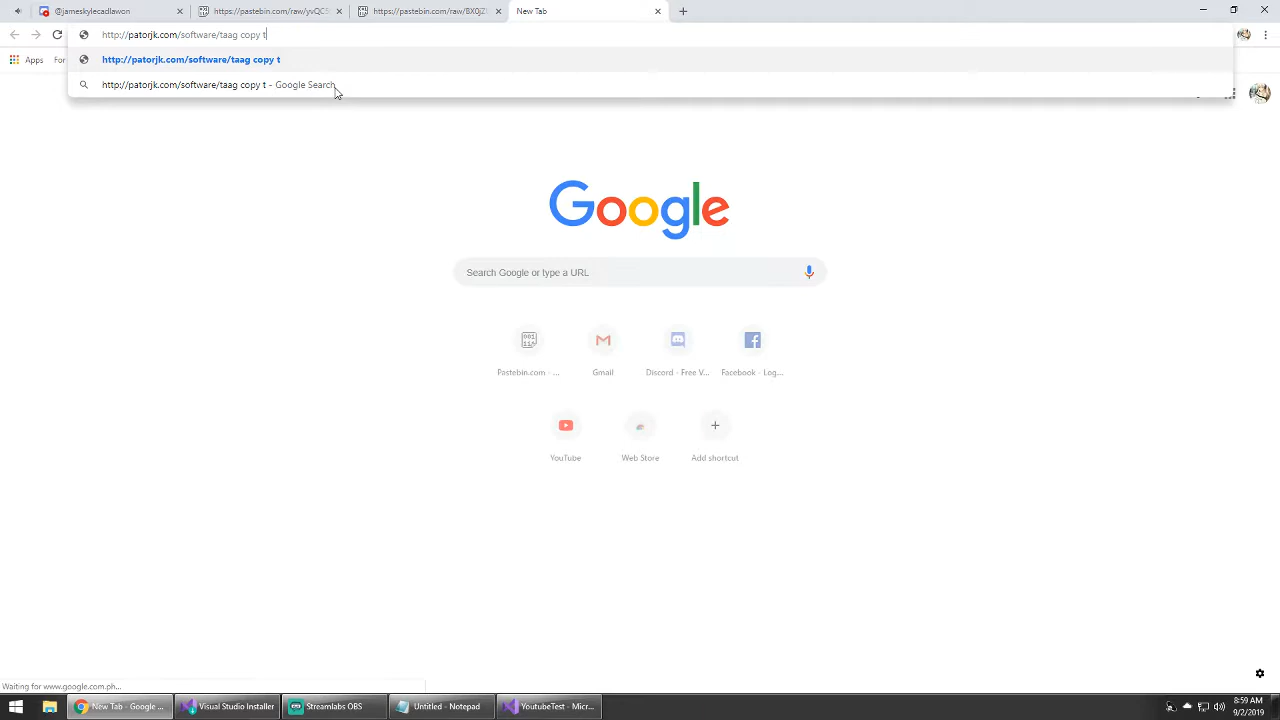 @jameskylecadlawon
https://pastebin.com/raw/yvQC5
https://pastebin.com/raw/BX0jZ
New Tab
http://patorjk.com/software/taag copy t
Apps
For
http://patorjk.com/software/taag copy t
http://patorjk.com/software/taag copy t - Google Search
Google
Search Google or type a URL
Pastebin.com - ...
Gmail
Discord - Free V...
Facebook - Log...
YouTube
Web Store
Add shortcut
Waiting for www.google.com.ph...
New Tab - Google ...
Visual Studio Installer
Streamlabs OBS
Untitled - Notepad
YoutubeTest - Micr...
8:59 AM
9/2/2019